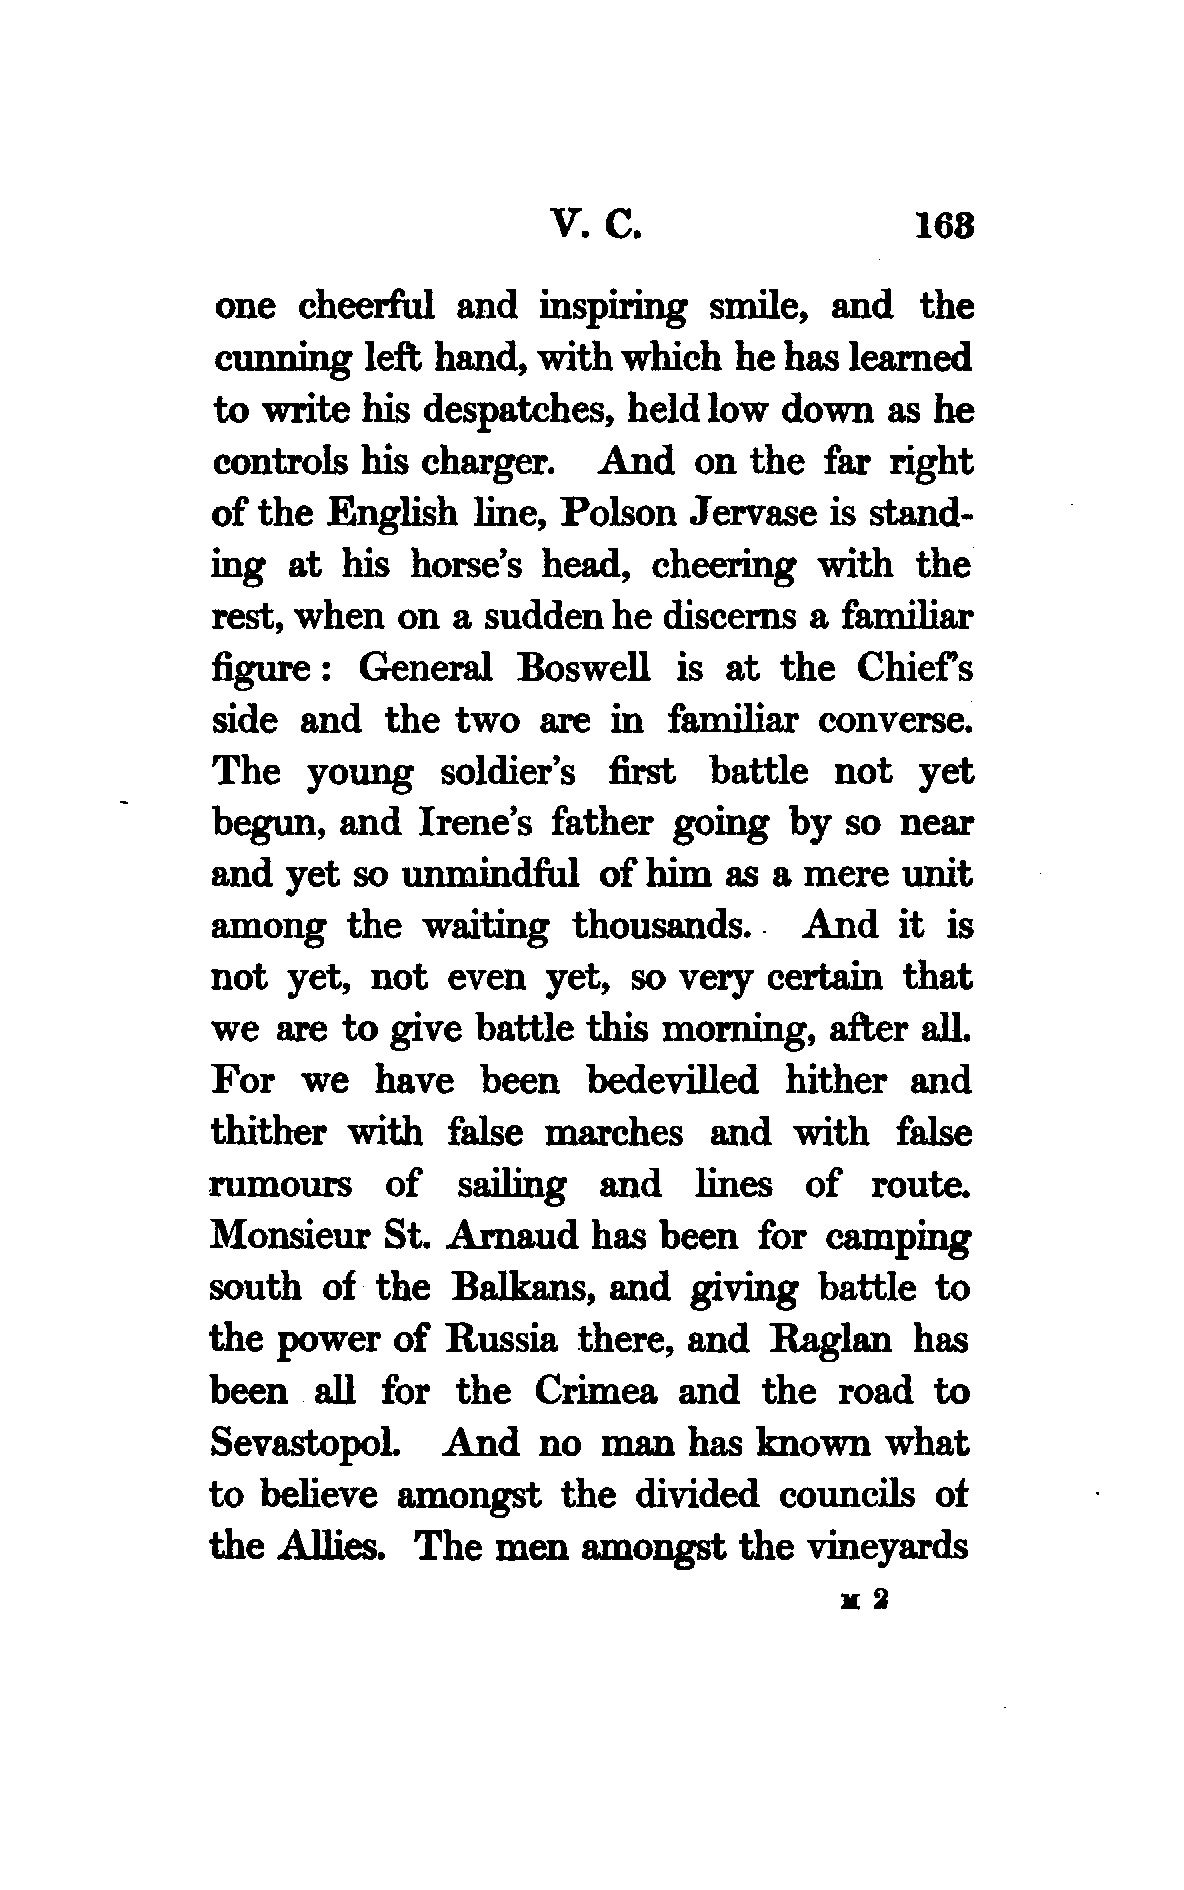 V. C. 163
one cheerful and inspiring smile, and the
cunning left hand, with which he has learned
to write his despatches, held low down as he
controls his charger. And on the far right
of the English line, Polson Jervase is stand-
ing at his horse's head, cheering with the
rest, when on a sudden he discerns a familiar
figure: General Boswell is at the Chief's
side and the two are in familiar converse.
The young soldier's first battle not yet
begun, and Irene's father going by so near
and yet so unmindful of him as a mere unit
among the waiting thousands. And it is
not yet, not even yet, so very certain that
we are to give battle this morning, after all.
For we have been bedevilled hither and
thither with false marches and with false
rumours of sailing and lines of route.
Monsieur St. Arnaud has been for camping
south of the Balkans, and giving battle to
the power of Russia there, and Raglan has
been all for the Crimea and the road to
Sevastopol. And no man has known what
to believe amongst the divided councils of
the Allies. The men amongst the vineyards
M 2